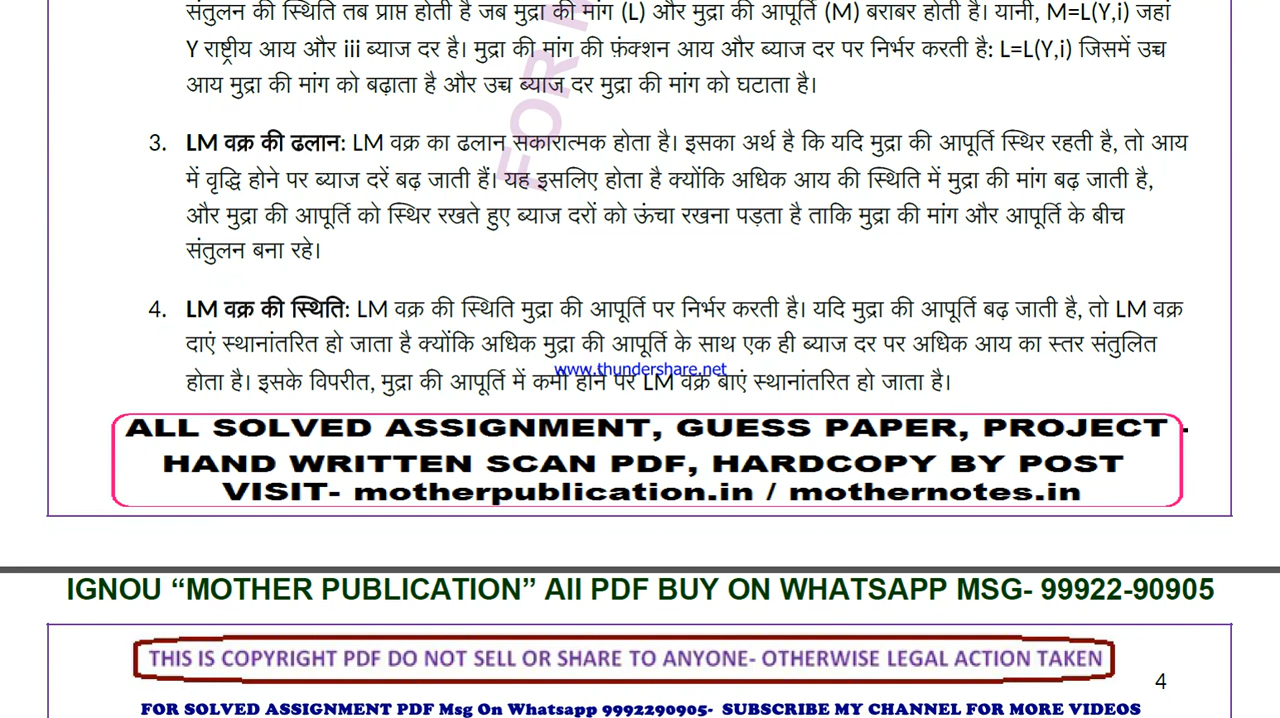 संतुलन की स्थिति तब प्राप्त होती है जब मुद्रा की मांग (L) और मुद्रा की आपूर्ति (M) बराबर होती है। यानी, M=L(Y,i) जहां
Y राष्ट्रीय आय और iii ब्याज दर है। मुद्रा की मांग की फ़ंक्शन आय और ब्याज दर पर निर्भर करती है: L=L(Y,i) जिसमें उच्च
आय मुद्रा की मांग को बढ़ाता है और उच्च ब्याज दर मुद्रा की मांग को घटाता है।
FOR
3. LM वक्र की ढलान: LM वक्र का ढलान सकारात्मक होता है। इसका अर्थ है कि यदि मुद्रा की आपूर्ति स्थिर रहती है, तो आय
में वृद्धि होने पर ब्याज दरें बढ़ जाती हैं। यह इसलिए होता है क्योंकि अधिक आय की स्थिति में मुद्रा की मांग बढ़ जाती है,
और मुद्रा की आपूर्ति को स्थिर रखते हुए ब्याज दरों को ऊंचा रखना पड़ता है ताकि मुद्रा की मांग और आपूर्ति के बीच
संतुलन बना रहे।
4. LM वक्र की स्थिति: LM वक्र की स्थिति मुद्रा की आपूर्ति पर निर्भर करती है। यदि मुद्रा की आपूर्ति बढ़ जाती है, तो LM वक्र
दाएं स्थानांतरित हो जाता है क्योंकि अधिक मुद्रा की आपूर्ति के साथ एक ही ब्याज दर पर अधिक आय का स्तर संतुलित
www.thundershare.net
होता है। इसके विपरीत, मुद्रा की आपूर्ति में कमी होने पर LM वक्र बाएं स्थानांतरित हो जाता है।
ALL SOLVED ASSIGNMENT, GUESS PAPER, PROJECT -
HAND WRITTEN SCAN PDF, HARDCOPY BY POST
VISIT- motherpublication.in / mothernotes.in
IGNOU “MOTHER PUBLICATION” All PDF BUY ON WHATSAPP MSG- 99922-90905
THIS IS COPYRIGHT PDF DO NOT SELL OR SHARE TO ANYONE- OTHERWISE LEGAL ACTION TAKEN
4
FOR SOLVED ASSIGNMENT PDF Msg On Whatsapp 9992290905- SUBSCRIBE MY CHANNEL FOR MORE VIDEOS